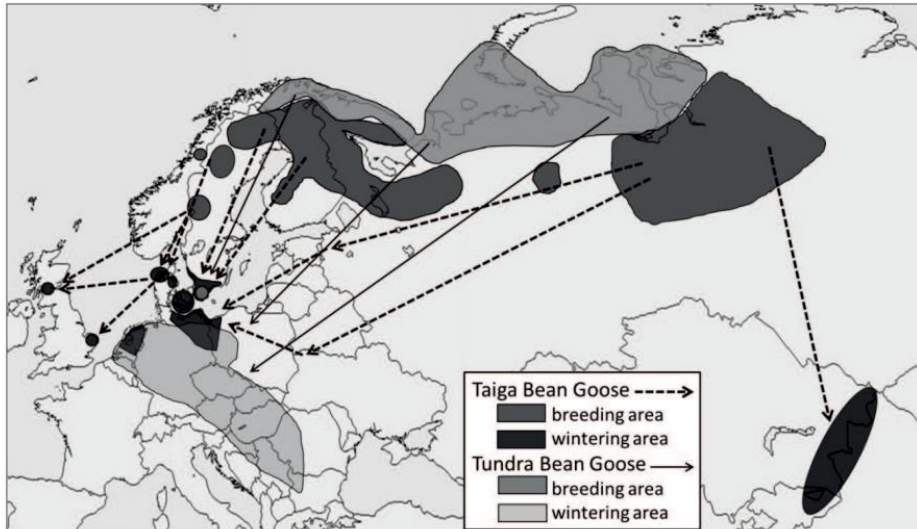 Taiga Bean Goose
breeding area
wintering area
Tundra Bean Goose
breeding area
wintering area